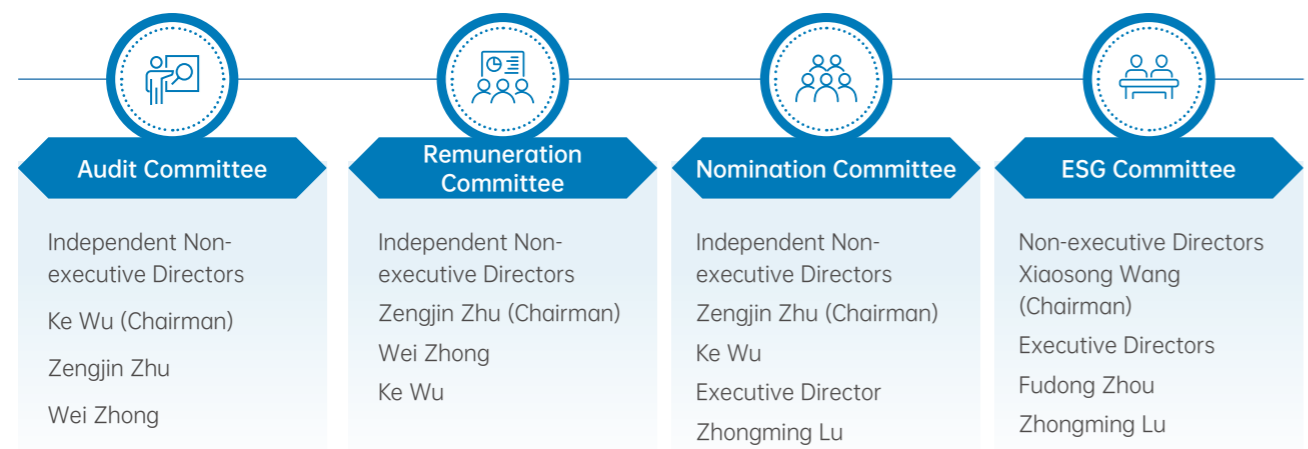 Audit Committee
Independent Non-
executive Directors
Ke Wu (Chairman)
Zengjin Zhu
Wei Zhong
Remuneration
Committee
Independent Non-
executive Directors
Zengjin Zhu (Chairman)
Wei Zhong
Ke Wu
Nomination Committee
Independent Non-
executive Directors
Zengjin Zhu (Chairman)
Ke Wu
Executive Director
Zhongming Lu
ESG Committee
Non-executive Directors
Xiaosong Wang
(Chairman)
Executive Directors
Fudong Zhou
Zhongming Lu